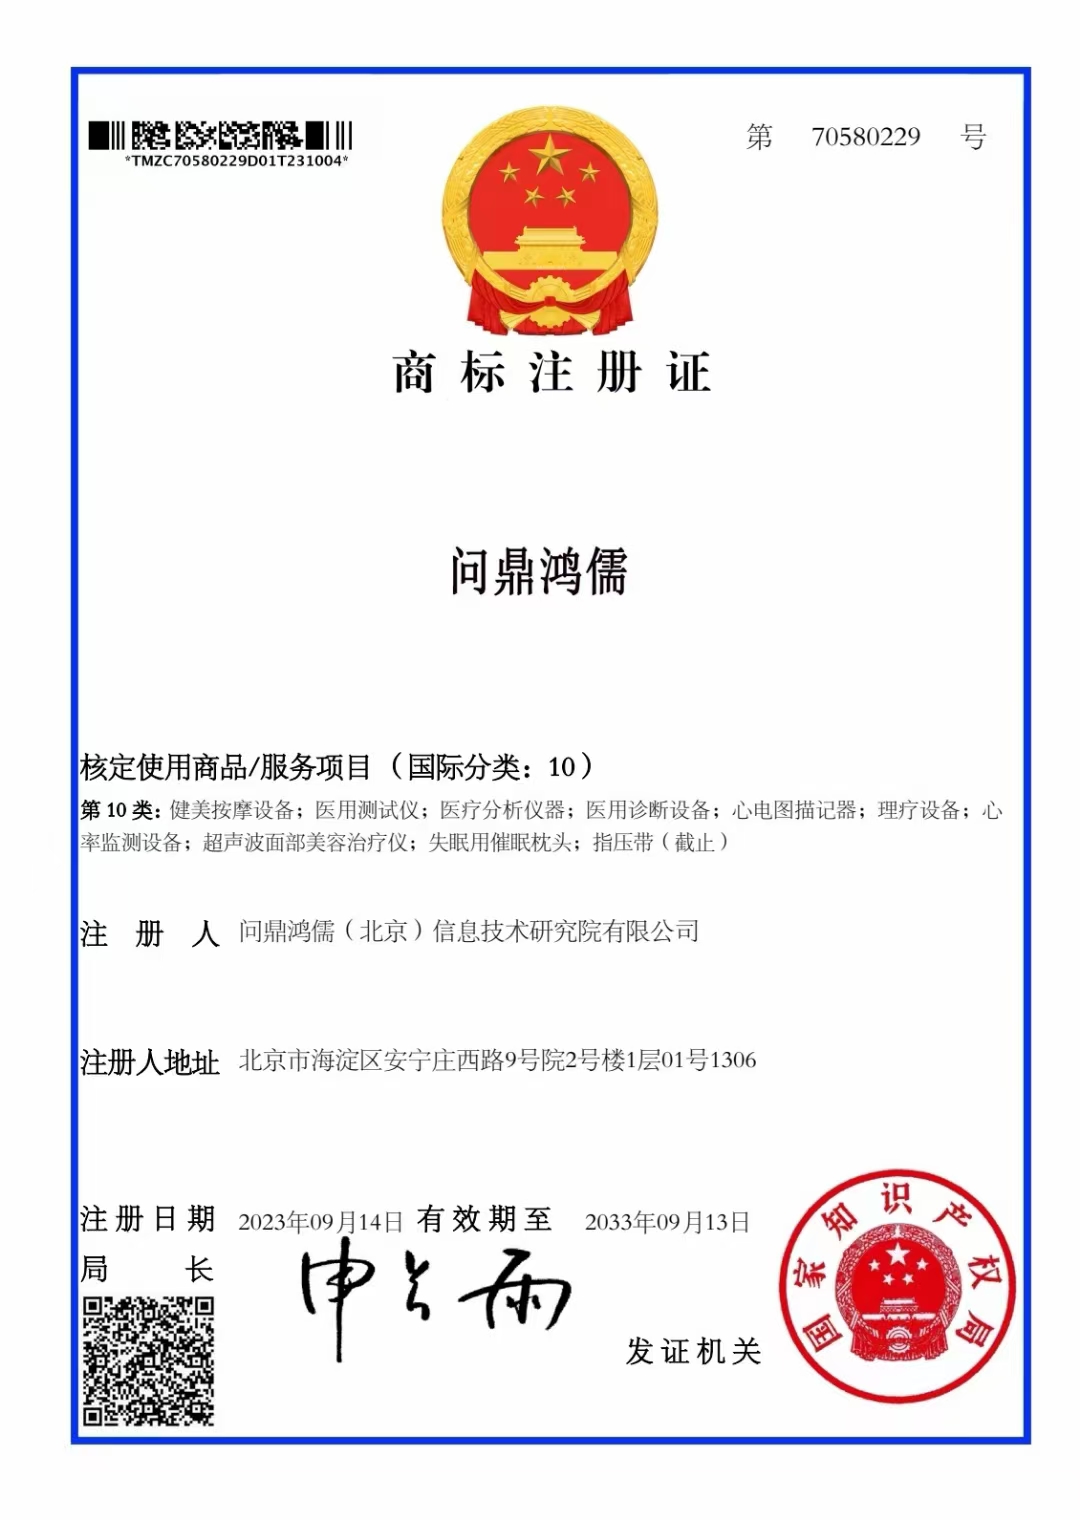 第 70580229 号
*TMZC70580229D01T231004*
商标注册证
问鼎鸿儒
核定使用商品/服务项目（国际分类：10）
第10类：健美按摩设备；医用测试仪；医疗分析仪器；医用诊断设备；心电图描记器；理疗设备；心
率监测设备；超声波面部美容治疗仪；失眠用催眠枕头；指压带（截止）
注册人 问鼎鸿儒（北京）信息技术研究院有限公司
注册人地址 北京市海淀区安宁庄西路9号院2号楼1层01号1306
注册日期 2023年09月14日 有效期至 2033年09月13日
局长 申长雨
发证机关
国家知识产权局